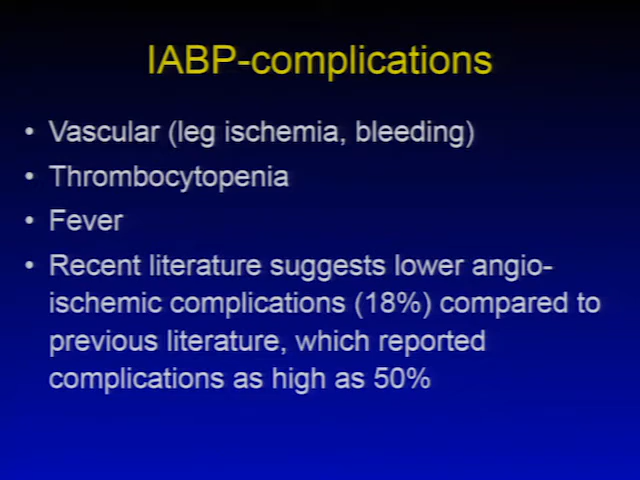 IABP-complications
• Vascular (leg ischemia, bleeding)
• Thrombocytopenia
• Fever
• Recent literature suggests lower angio-
ischemic complications (18%) compared to
previous literature, which reported
complications as high as 50%